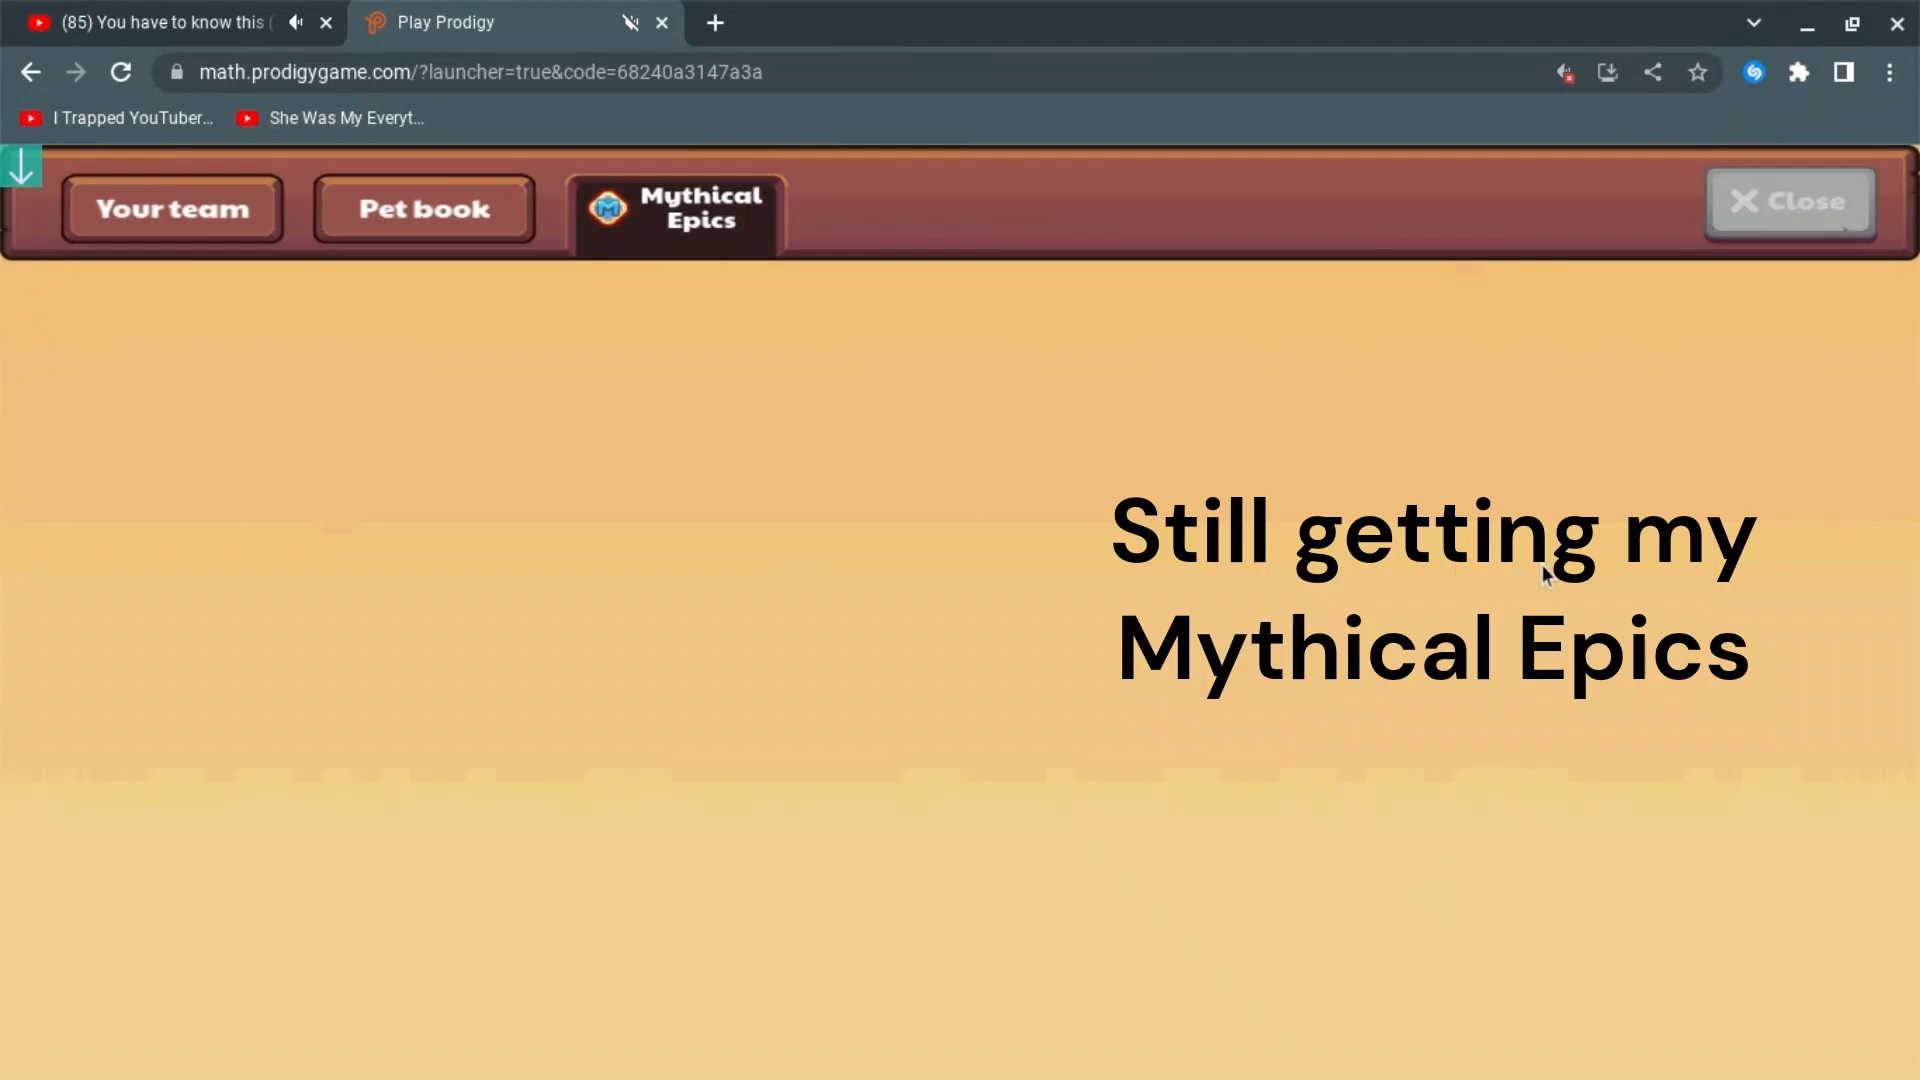 (85) You have to know this (
Play Prodigy
math.prodigygame.com/?launcher=true&code=68240a3147a3a
I Trapped YouTuber...
She Was My Everyt...
Your team
Pet book
Mythical
Epics
Close
Still getting my
Mythical Epics